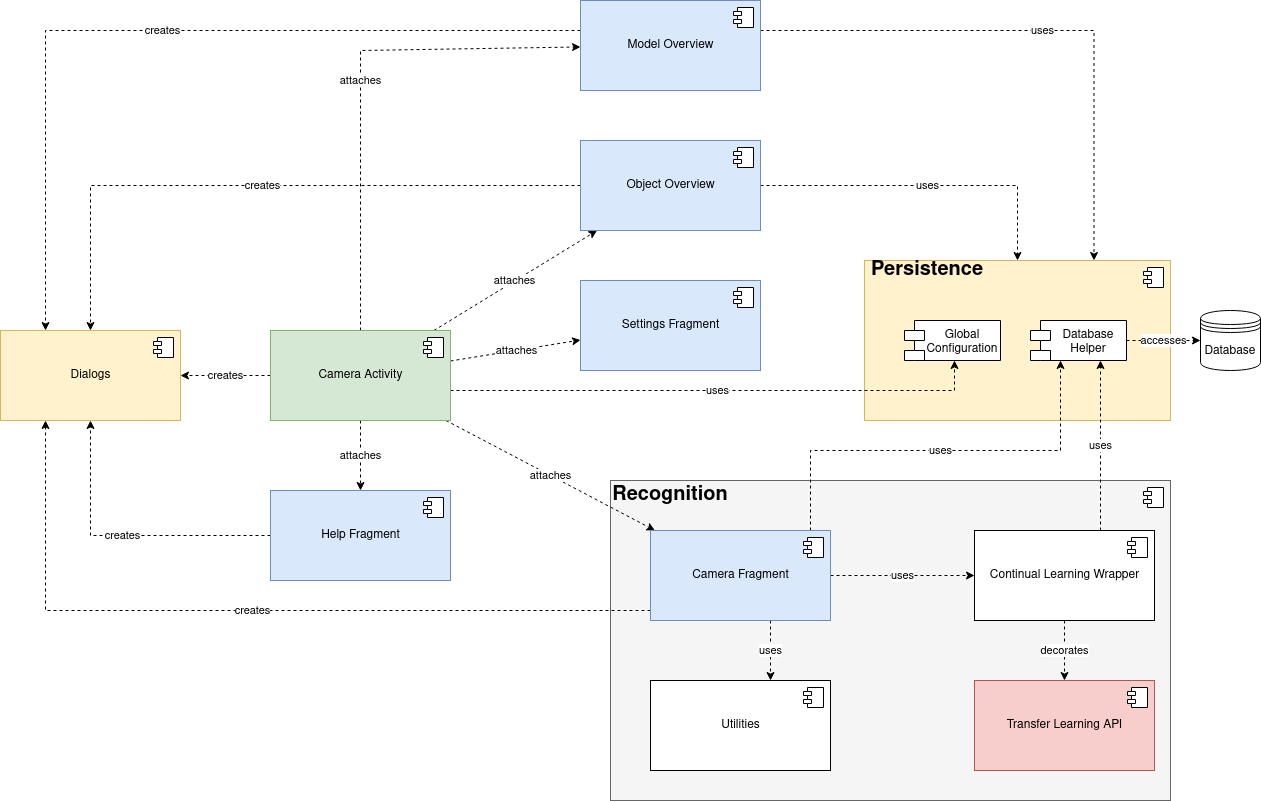 Model Overview
creates
uses
attaches
Object Overview
creates
uses
attaches
Persistence
Settings Fragment
Global
Configuration
Database
Helper
accesses
Database
Dialogs
creates
Camera Activity
attaches
uses
attaches
uses
uses
attaches
Recognition
Help Fragment
creates
Camera Fragment
uses
Continual Learning Wrapper
creates
uses
decorates
Utilities
Transfer Learning API